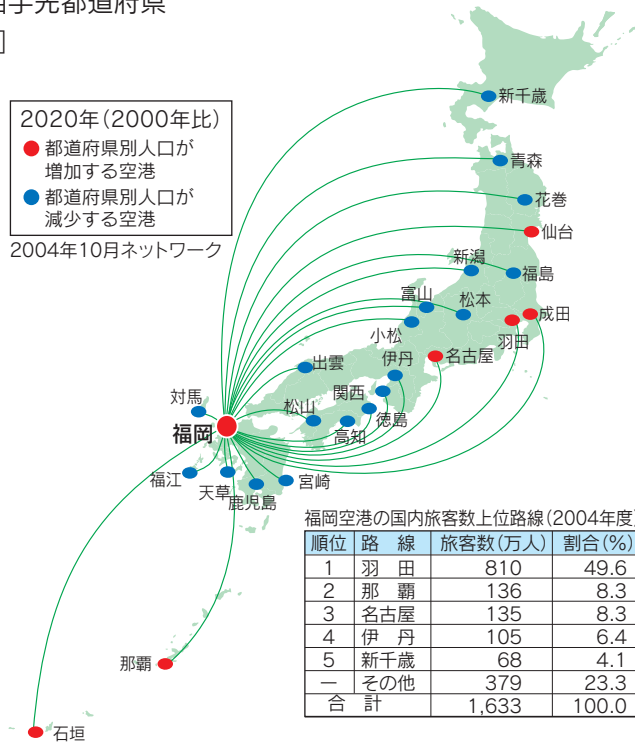 相手先都道府県
]
2020年(2000年比)
都道府県別人口が
増加する空港
都道府県別人口が
減少する空港
2004年10月ネットワーク
新千歳
青森
花巻
仙台
新潟
福島
富山
松本
成田
小松
羽田
伊丹
名古屋
出雲
対馬
関西
松山
徳島
福岡
高知
福江
天草
宮崎
鹿児島
福岡空港の国内旅客数上位路線(2004年度)
順位 路 線 旅客数(万人) 割合(%)
1 羽 田 810 49.6
2 那 覇 136 8.3
3 名古屋 135 8.3
4 伊 丹 105 6.4
5 新千歳 68 4.1
— その他 379 23.3
合 計 1,633 100.0
那覇
石垣